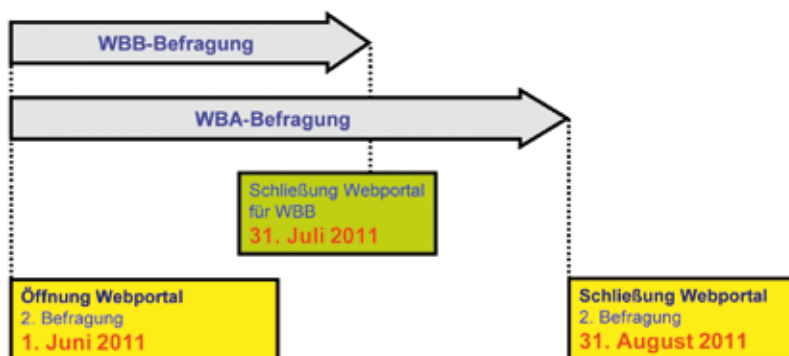 WBB-Befragung
WBA-Befragung
Schließung Webportal
für WBB
31. Juli 2011
Öffnung Webportal
2. Befragung
1. Juni 2011
Schließung Webportal
2. Befragung
31. August 2011